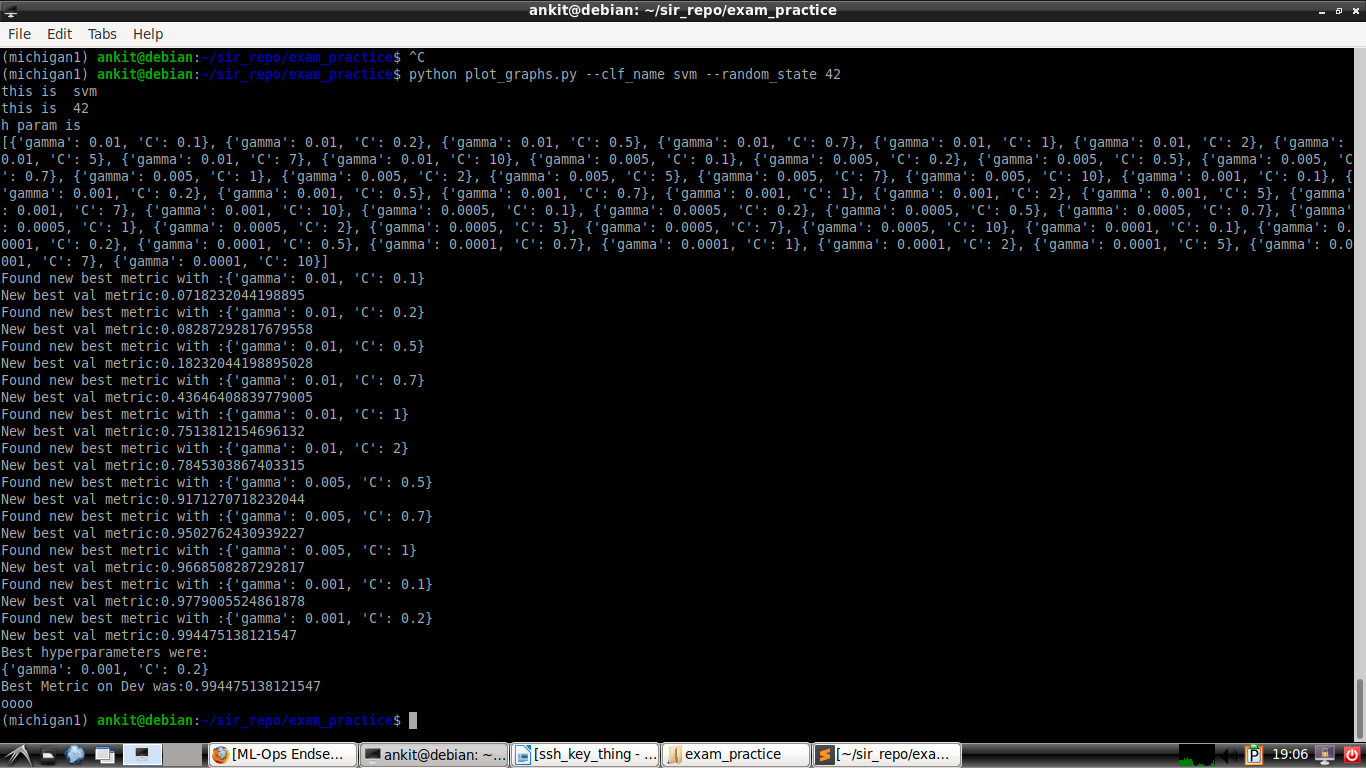 ankit@debian: ~/sir_repo/exam_practice
File Edit Tabs Help
(michigan1) ankit@debian:~/sir_repo/exam_practice$ ^C
(michigan1) ankit@debian:~/sir_repo/exam_practice$ python plot_graphs.py --clf_name svm --random_state 42
this is  svm
this is  42
h param is
[{'gamma': 0.01, 'C': 0.1}, {'gamma': 0.01, 'C': 0.2}, {'gamma': 0.01, 'C': 0.5}, {'gamma': 0.01, 'C': 0.7}, {'gamma': 0.01, 'C': 1}, {'gamma': 0.01, 'C': 2}, {'gamma':
0.01, 'C': 5}, {'gamma': 0.01, 'C': 7}, {'gamma': 0.01, 'C': 10}, {'gamma': 0.005, 'C': 0.1}, {'gamma': 0.005, 'C': 0.2}, {'gamma': 0.005, 'C': 0.5}, {'gamma': 0.005, 'C
': 0.7}, {'gamma': 0.005, 'C': 1}, {'gamma': 0.005, 'C': 2}, {'gamma': 0.005, 'C': 5}, {'gamma': 0.005, 'C': 7}, {'gamma': 0.005, 'C': 10}, {'gamma': 0.001, 'C': 0.1}, {
'gamma': 0.001, 'C': 0.2}, {'gamma': 0.001, 'C': 0.5}, {'gamma': 0.001, 'C': 0.7}, {'gamma': 0.001, 'C': 1}, {'gamma': 0.001, 'C': 2}, {'gamma': 0.001, 'C': 5}, {'gamma'
: 0.001, 'C': 7}, {'gamma': 0.001, 'C': 10}, {'gamma': 0.0005, 'C': 0.1}, {'gamma': 0.0005, 'C': 0.2}, {'gamma': 0.0005, 'C': 0.5}, {'gamma': 0.0005, 'C': 0.7}, {'gamma'
: 0.0005, 'C': 1}, {'gamma': 0.0005, 'C': 2}, {'gamma': 0.0005, 'C': 5}, {'gamma': 0.0005, 'C': 7}, {'gamma': 0.0005, 'C': 10}, {'gamma': 0.0001, 'C': 0.1}, {'gamma': 0.
0001, 'C': 0.2}, {'gamma': 0.0001, 'C': 0.5}, {'gamma': 0.0001, 'C': 0.7}, {'gamma': 0.0001, 'C': 1}, {'gamma': 0.0001, 'C': 2}, {'gamma': 0.0001, 'C': 5}, {'gamma': 0.0
001, 'C': 7}, {'gamma': 0.0001, 'C': 10}]
Found new best metric with :{'gamma': 0.01, 'C': 0.1}
New best val metric:0.0718232044198895
Found new best metric with :{'gamma': 0.01, 'C': 0.2}
New best val metric:0.08287292817679558
Found new best metric with :{'gamma': 0.01, 'C': 0.5}
New best val metric:0.18232044198895028
Found new best metric with :{'gamma': 0.01, 'C': 0.7}
New best val metric:0.43646408839779005
Found new best metric with :{'gamma': 0.01, 'C': 1}
New best val metric:0.7513812154696132
Found new best metric with :{'gamma': 0.01, 'C': 2}
New best val metric:0.7845303867403315
Found new best metric with :{'gamma': 0.005, 'C': 0.5}
New best val metric:0.9171270718232044
Found new best metric with :{'gamma': 0.005, 'C': 0.7}
New best val metric:0.9502762430939227
Found new best metric with :{'gamma': 0.005, 'C': 1}
New best val metric:0.9668508287292817
Found new best metric with :{'gamma': 0.001, 'C': 0.1}
New best val metric:0.9779005524861878
Found new best metric with :{'gamma': 0.001, 'C': 0.2}
New best val metric:0.994475138121547
Best hyperparameters were:
{'gamma': 0.001, 'C': 0.2}
Best Metric on Dev was:0.994475138121547
oooo
(michigan1) ankit@debian:~/sir_repo/exam_practice$
[ML-Ops Endse... ankit@debian: ~... [ssh_key_thing - ... exam_practice [~/sir_repo/exa... P 19:06